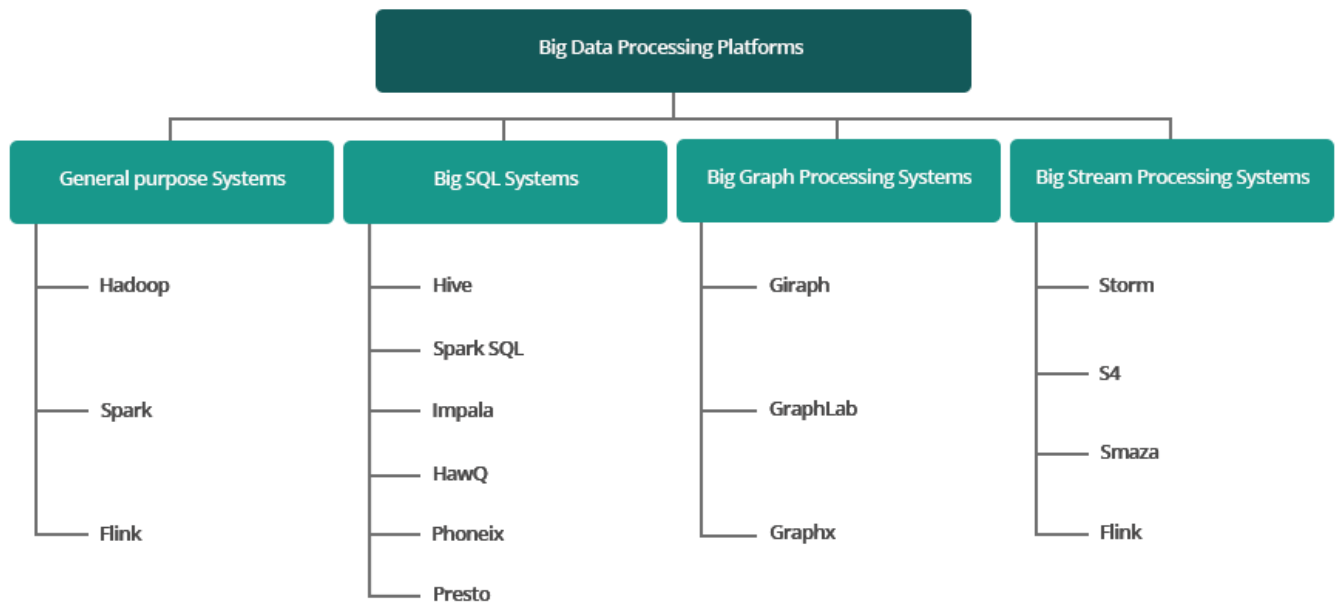 Big Data Processing Platforms
General purpose Systems
Hadoop
Spark
Flink
Big SQL Systems
Hive
Spark SQL
Impala
HawQ
Phoneix
Presto
Big Graph Processing Systems
Giraph
GraphLab
Graphx
Big Stream Processing Systems
Storm
S4
Smaza
Flink